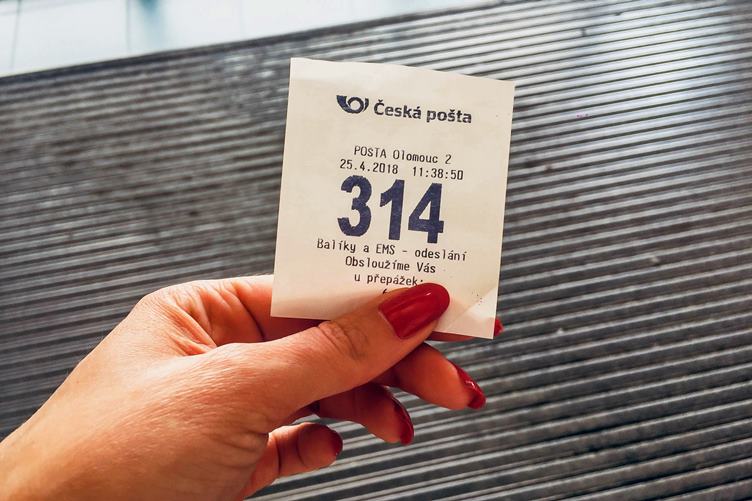 Česká pošta
POSTA Olomouc 2
25.4.2018 11:38:50
314
Balíky a EMS - odeslání
Obsloužíme Vás
u přepážek: